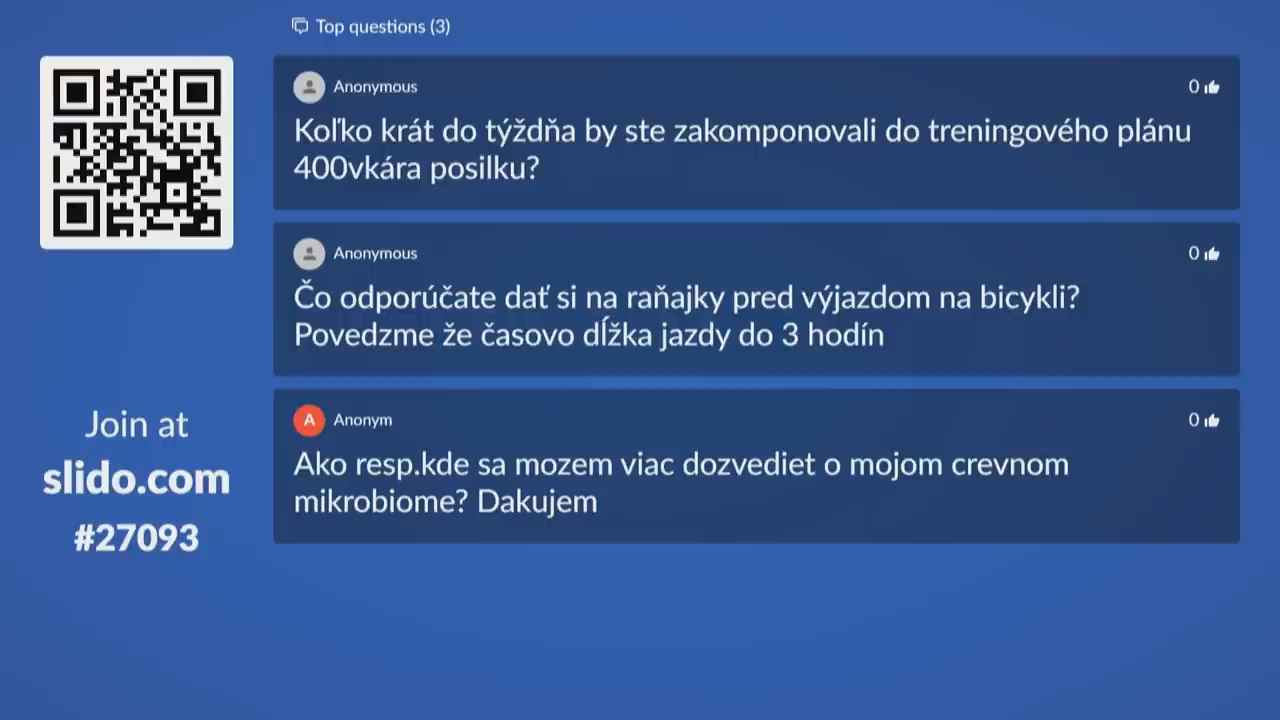 Top questions (3)
Anonymous
0
Koľko krát do týždňa by ste zakomponovali do treningového plánu
400vkára posilku?
Anonymous
0
Čo odporúčate dať si na raňajky pred výjazdom na bicykli?
Povedzme že časovo dĺžka jazdy do 3 hodín
A
Anonym
0
Ako resp.kde sa mozem viac dozvediet o mojom crevnom
mikrobiome? Dakujem
Join at
slido.com
#27093